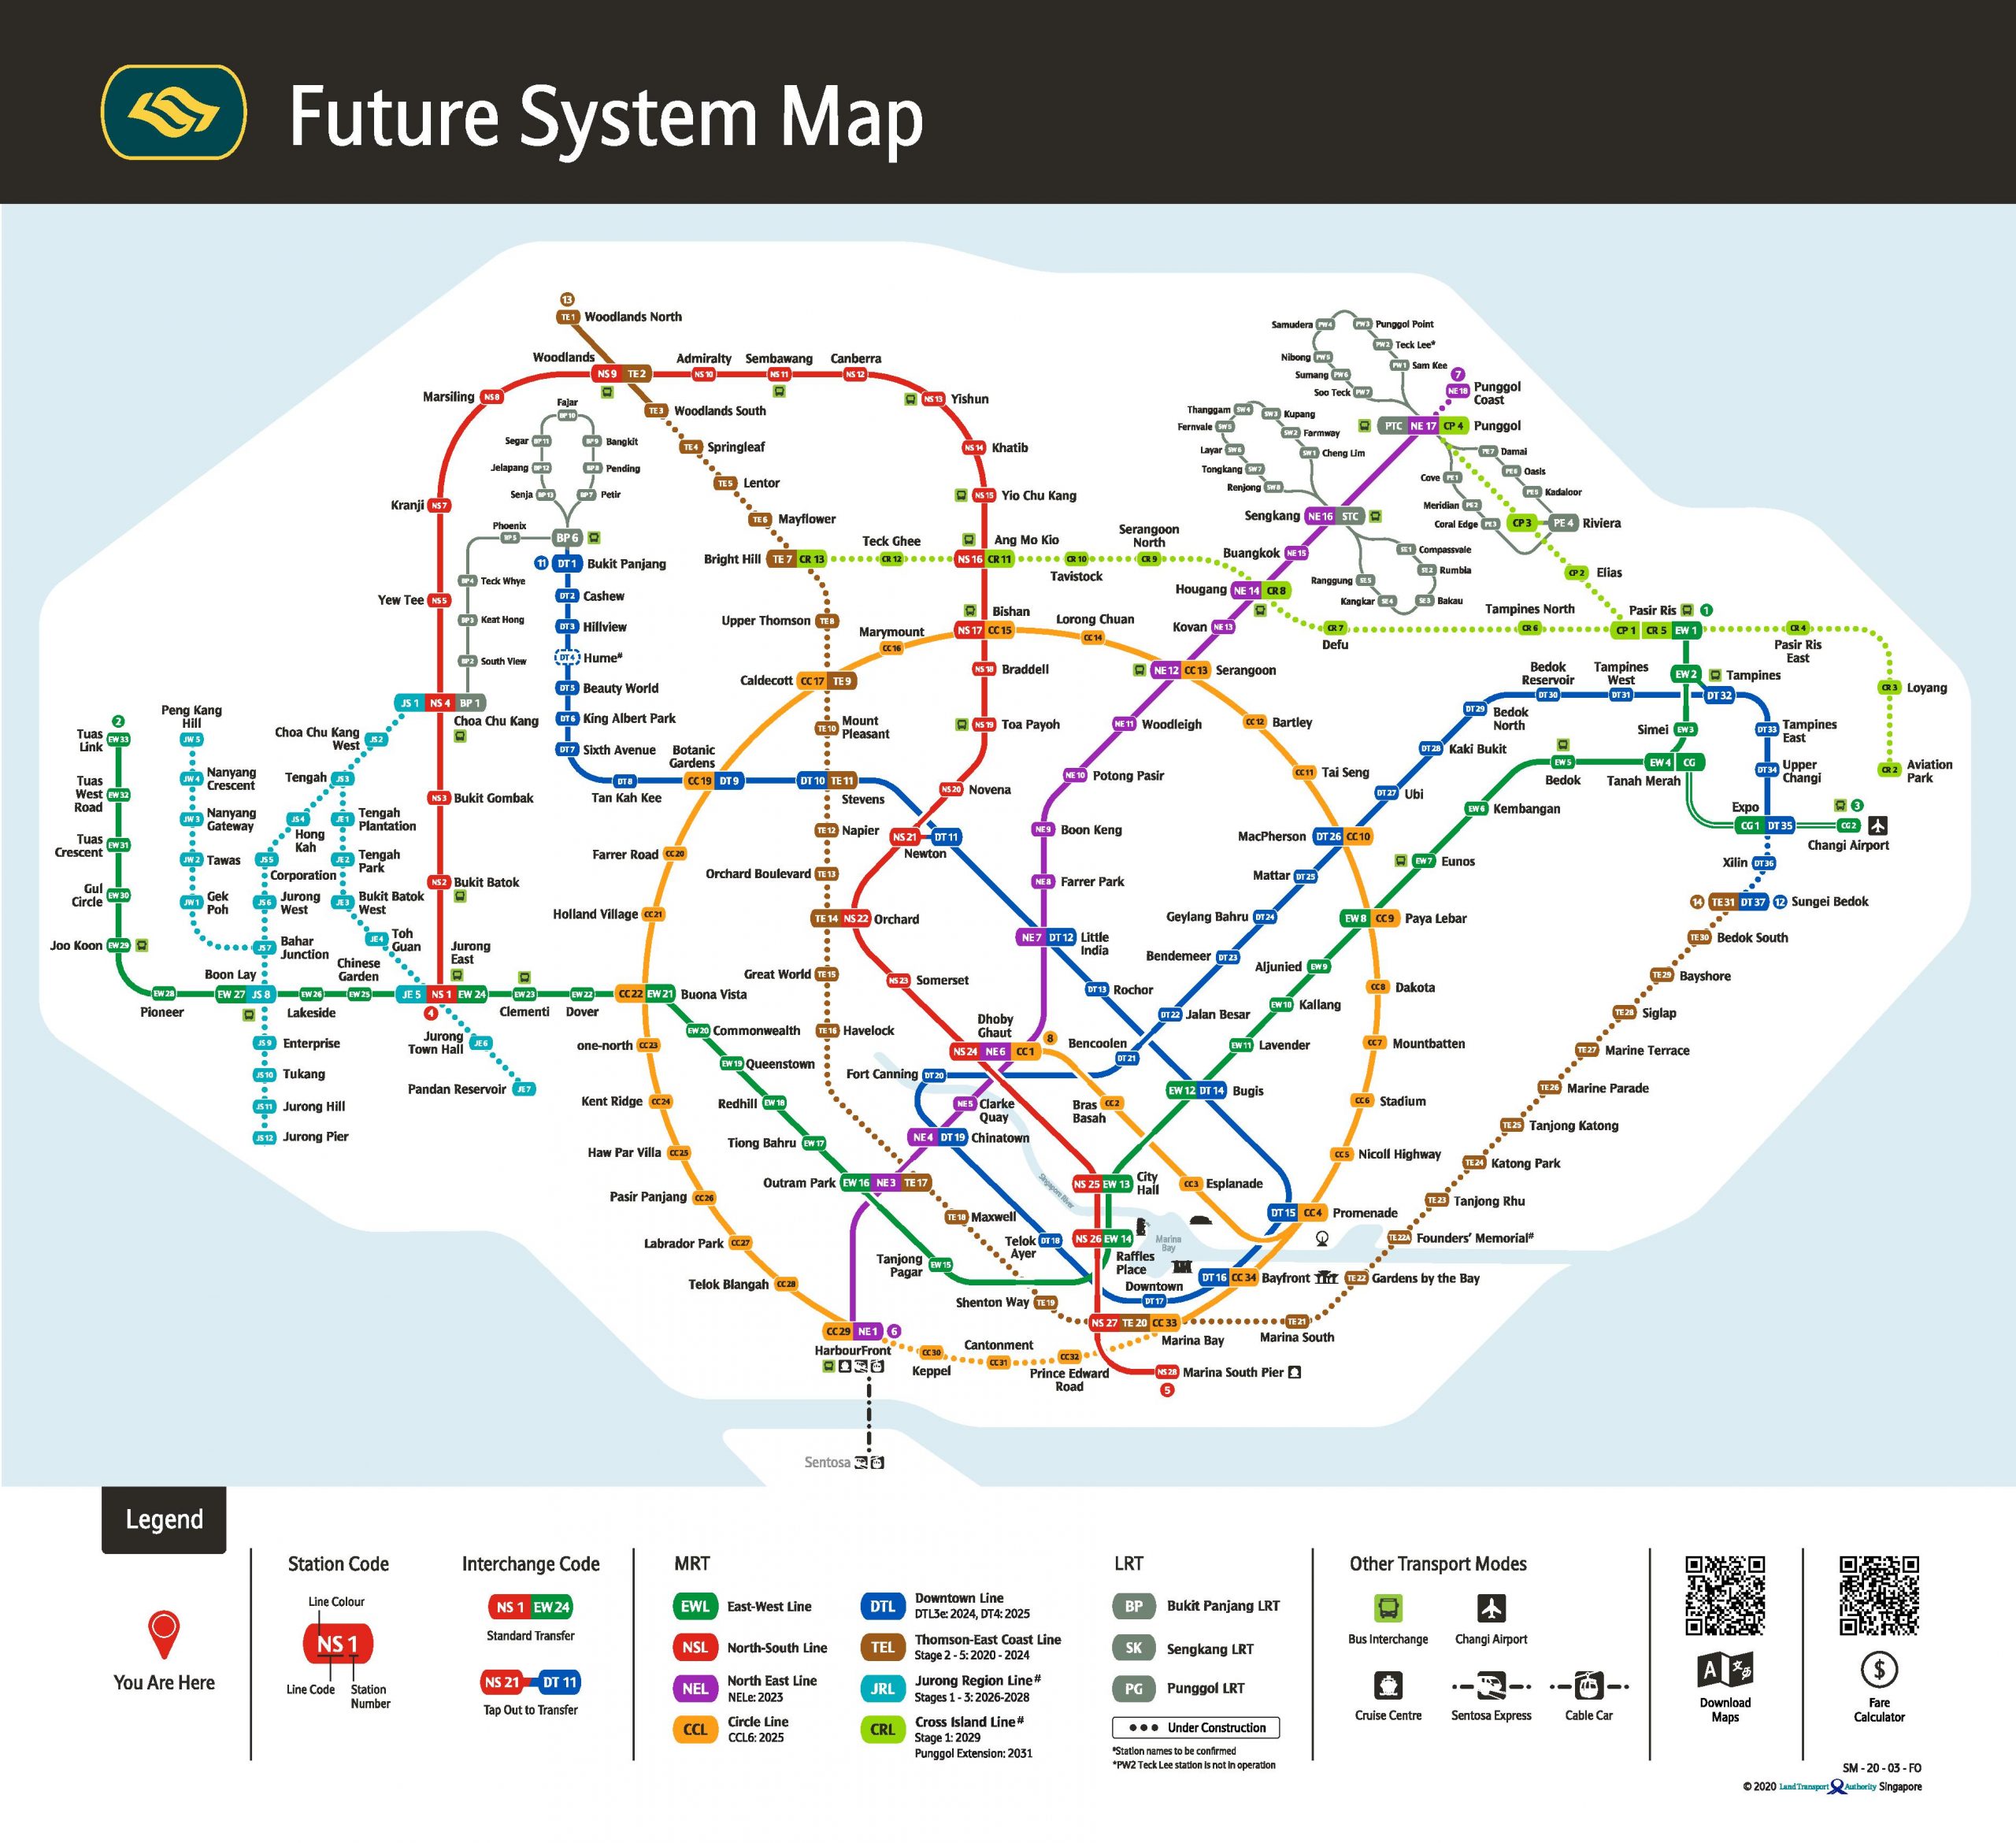 Future System Map
13
TE1 Woodlands North
Woodlands
NS9 TE2
Admiralty
NS10
Sembawang
NS11
Canberra
NS12
Marsiling NS8
TE3 Woodlands South
NS13 Yishun
TE4 Springleaf
NS14 Khatib
TE5 Lentor
NS15 Yio Chu Kang
TE6 Mayflower
Kranji NS7
Fajar
BP10
Segar BP11
BP9 Bangkit
Jelapang BP12
BP8 Pending
Senja BP13
BP7 Petir
Phoenix
BP5
BP6
11 DT1 Bukit Panjang
BP4 Teck Whye
Yew Tee NS5
BP3 Keat Hong
BP2 South View
DT2 Cashew
DT3 Hillview
DT4 Hume#
DT5 Beauty World
DT6 King Albert Park
DT7 Sixth Avenue
DT8
Tan Kah Kee
Botanic
Gardens
CC19 DT9
DT10 TE11
Stevens
Samudera PW4
PW3 Punggol Point
PW2 Teck Lee*
Nibong PW5
PW1 Sam Kee
Sumang PW6
Soo Teck PW7
7
NE18 Punggol
Coast
PTC NE17 CP4 Punggol
Thanggam SW4
SW3 Kupang
Fernvale SW5
SW2 Farmway
Layar SW6
SW1 Cheng Lim
Tongkang SW7
Renjong SW8
PE7 Damai
PE6 Oasis
Cove PE1
PE5 Kadaloor
Meridian PE2
Coral Edge PE3
CP3
PE4 Riviera
Sengkang NE16 STC
SE1 Compassvale
SE2 Rumbia
Ranggung SE5
Kangkar SE4
SE3 Bakau
Buangkok NE15
CP2 Elias
Bright Hill TE7 CR13
Teck Ghee
CR12
NS16 CR11
Ang Mo Kio
CR10
Tavistock
Serangoon
North
CR9
Hougang NE14 CR8
Kovan NE13
CR7
Defu
Tampines North
CR6
Pasir Ris 1
CP1 CR5 EW1
CR4
Pasir Ris
East
CR3 Loyang
CR2 Aviation
Park
Upper Thomson TE8
Marymount
CC16
Bishan
NS17 CC15
Lorong Chuan
CC14
Caldecott CC17 TE9
NS18 Braddell
NE12 CC13 Serangoon
Mount
Pleasant
TE10
NS19 Toa Payoh
NE11 Woodleigh
CC12 Bartley
NE10 Potong Pasir
CC11 Tai Seng
NS20 Novena
Bedok
Reservoir
DT30
Tampines
West
DT31
EW2 Tampines
DT32
DT29 Bedok
North
Simei EW3
DT33 Tampines
East
DT28 Kaki Bukit
Bedok
EW5
EW4 CG
Tanah Merah
DT34 Upper
Changi
DT27 Ubi
EW6 Kembangan
Expo
CG1 DT35
3
CG2
Changi Airport
Xilin DT36
14 TE31 DT37 12 Sungei Bedok
JS1 NS4 BP1
Choa Chu Kang
Choa Chu Kang
West
JS2
Peng Kang
Hill
JW5
2
Tuas
Link
EW33
Tengah JS3
JW4 Nanyang
Crescent
Tuas
West
Road
EW32
JS4
Hong
Kah
JE1 Tengah
Plantation
NS3 Bukit Gombak
JW3 Nanyang
Gateway
Tuas
Crescent
EW31
JW2 Tawas
JS5
Corporation
JE2 Tengah
Park
Gul
Circle
EW30
JW1 Gek
Poh
JS6 Jurong
West
JE3 Bukit Batok
West
NS2 Bukit Batok
Joo Koon EW29
JS7 Bahar
Junction
JE4 Toh
Guan
EW28
Pioneer
Boon Lay
EW27 JS8
EW26
Lakeside
Chinese
Garden
EW25
Jurong
East
JE5 NS1 EW24
4
EW23
Clementi
EW22
Dover
CC22 EW21 Buona Vista
JS9 Enterprise
JS10 Tukang
JS11 Jurong Hill
JS12 Jurong Pier
Jurong
Town Hall
JE6
Pandan Reservoir JE7
Farrer Road CC20
Holland Village CC21
TE12 Napier
Orchard Boulevard TE13
NS21 DT11
Newton
TE14 NS22 Orchard
Great World TE15
NS23 Somerset
TE16 Havelock
NE9 Boon Keng
NE8 Farrer Park
NE7 DT12 Little
India
DT13 Rochor
MacPherson DT26 CC10
EW7 Eunos
Mattar DT25
Geylang Bahru DT24
EW8 CC9 Paya Lebar
Bendemeer DT23
Aljunied EW9
CC8 Dakota
EW10 Kallang
DT22 Jalan Besar
EW11 Lavender
CC7 Mountbatten
TE30 Bedok South
TE29 Bayshore
TE28 Siglap
TE27 Marine Terrace
TE26 Marine Parade
TE25 Tanjong Katong
TE24 Katong Park
TE23 Tanjong Rhu
TE22A Founders' Memorial#
TE22 Gardens by the Bay
Dhoby
Ghaut
NS24 NE6 CC1
8
Bencoolen
DT21
Fort Canning DT20
NE5 Clarke
Quay
Bras
Basah
CC2
EW12 DT14 Bugis
CC6 Stadium
CC5 Nicoll Highway
one-north CC23
EW20 Commonwealth
EW19 Queenstown
Kent Ridge CC24
Redhill EW18
Tiong Bahru EW17
Haw Par Villa CC25
NE4 DT19 Chinatown
Outram Park EW16 NE3 TE17
Pasir Panjang CC26
TE18 Maxwell
Singapore River
NS25 EW13 City
Hall
CC3 Esplanade
DT15 CC4 Promenade
Labrador Park CC27
Telok
Ayer
DT18
NS26 EW14
Raffles
Place
Marina
Bay
Tanjong
Pagar
EW15
Telok Blangah CC28
Downtown
DT17
DT16 CC34 Bayfront
Shenton Way TE19
NS27 TE20 CC33
Marina Bay
TE21
Marina South
CC29 NE1 6
HarbourFront
CC30
Keppel
Cantonment
CC31
CC32
Prince Edward
Road
NS28 Marina South Pier
5
Sentosa
Legend
You Are Here
Station Code
Line Colour
NS 1
Line Code
Station
Number
Interchange Code
NS 1 EW24
Standard Transfer
NS 21 DT 11
Tap Out to Transfer
MRT
EWL East-West Line
NSL North-South Line
NEL North East Line
NELe: 2023
CCL Circle Line
CCL6: 2025
DTL Downtown Line
DTL3e: 2024, DT4: 2025
TEL Thomson-East Coast Line
Stage 2 - 5: 2020 - 2024
JRL Jurong Region Line#
Stages 1 - 3: 2026-2028
CRL Cross Island Line#
Stage 1: 2029
Punggol Extension: 2031
LRT
BP Bukit Panjang LRT
SK Sengkang LRT
PG Punggol LRT
Under Construction
#Station names to be confirmed
*PW2 Teck Lee station is not in operation
Other Transport Modes
Bus Interchange
Changi Airport
Cruise Centre
Sentosa Express
Cable Car
Download
Maps
Fare
Calculator
SM - 20 - 03 - FO
© 2020 Land Transport Authority Singapore